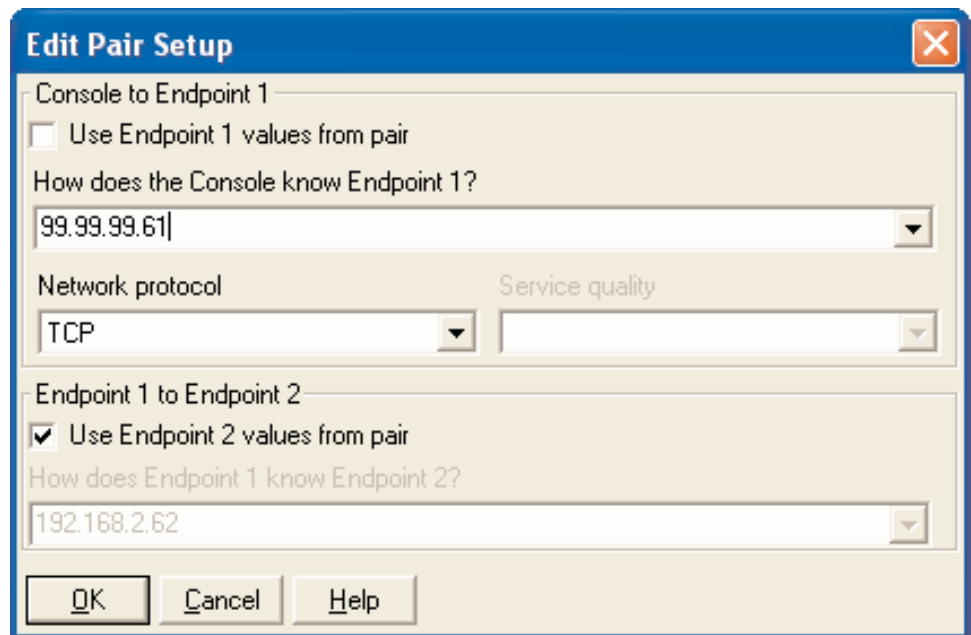 Edit Pair Setup
Console to Endpoint 1
Use Endpoint 1 values from pair
How does the Console know Endpoint 1?
99.99.99.61
Network protocol Service quality
TCP
Endpoint 1 to Endpoint 2
Use Endpoint 2 values from pair
How does Endpoint 1 know Endpoint 2?
192.168.2.62
OK Cancel Help